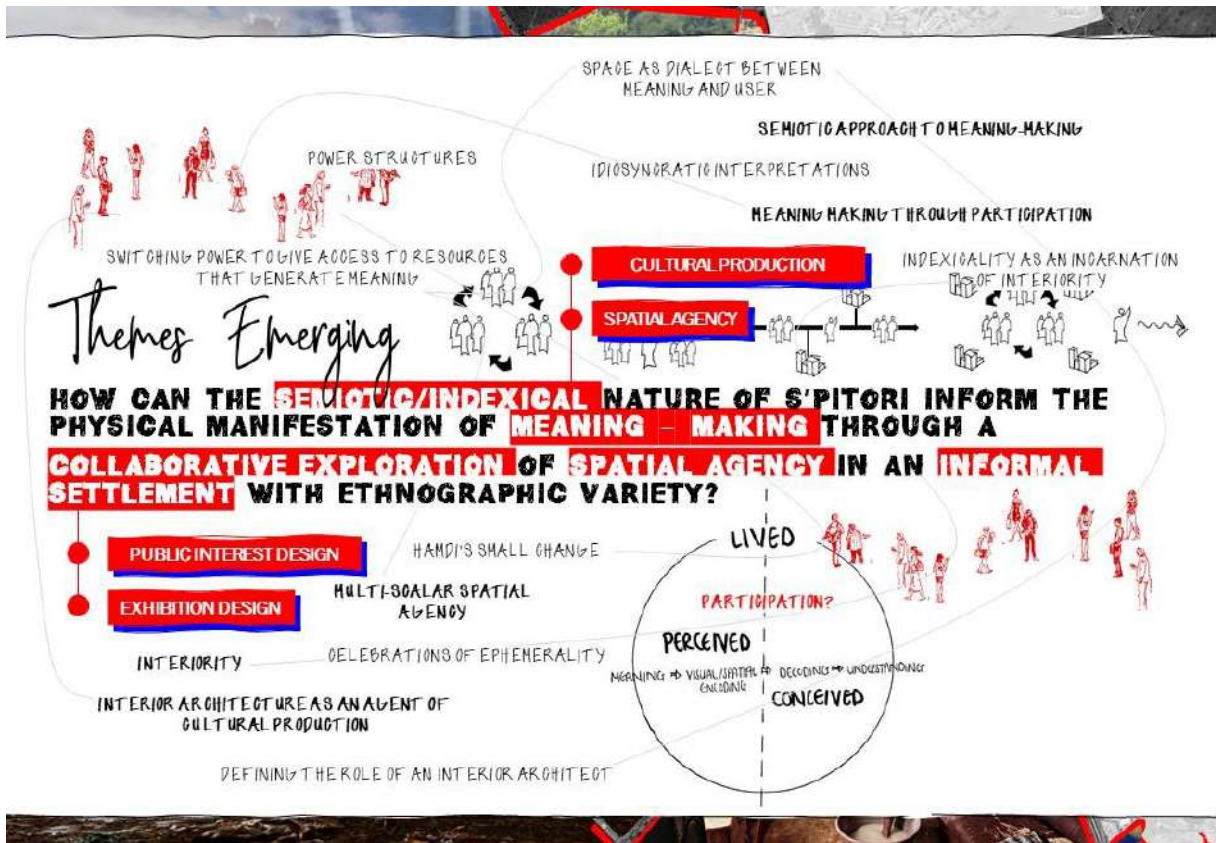 SPACE AS DIALECT BETWEEN
MEANING AND USER
SEMIOTIC APPROACH TO MEANING-MAKING
POWER STRUCTURES
IDIOSYNCRATIC INTERPRETATIONS
MEANING MAKING THROUGH PARTICIPATION
SWITCHING POWER TO GIVE ACCESS TO RESOURCES
THAT GENERATE MEANING
CULTURAL PRODUCTION
INDEXICALITY AS AN INCARNATION
OF INTERIORITY
SPATIAL AGENCY
Themes Emerging
HOW CAN THE SEMIOTIC/INDEXICAL NATURE OF S'PITORI INFORM THE
PHYSICAL MANIFESTATION OF MEANING - MAKING THROUGH A
COLLABORATIVE EXPLORATION OF SPATIAL AGENCY IN AN INFORMAL
SETTLEMENT WITH ETHNOGRAPHIC VARIETY?
PUBLIC INTEREST DESIGN
HAMDI'S SMALL CHANGE
LIVED
EXHIBITION DESIGN
MULTI-SCALAR SPATIAL
AGENCY
PARTICIPATION?
INTERIORITY
CELEBRATIONS OF EPHEMERALITY
PERCEIVED
MEANING ⇒ VISUAL/SPATIAL ⇒ DECODING ⇒ UNDERSTANDING
ENCODING
CONCEIVED
INTERIOR ARCHITECTURE AS AN AGENT OF
CULTURAL PRODUCTION
DEFINING THE ROLE OF AN INTERIOR ARCHITECT